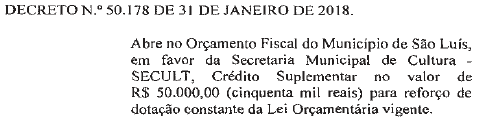 DECRETO N.º 50.178 DE 31 DE JANEIRO DE 2018.
Abre no Orçamento Fiscal do Município de São Luís,
em favor da Secretaria Municipal de Cultura -
SECULT, Crédito Suplementar no valor de
R$ 50.000,00 (cinquenta mil reais) para reforço de
dotação constante da Lei Orçamentária vigente.